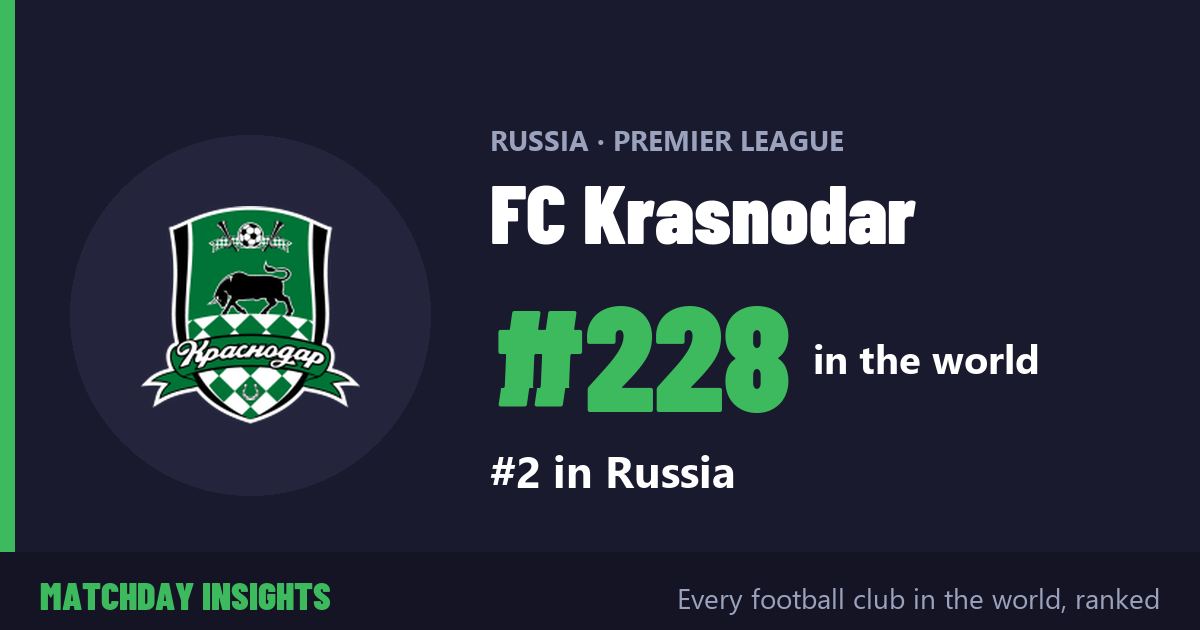 RUSSIA · PREMIER LEAGUE
FC Krasnodar
#228 in the world
#2 in Russia
Краснодар
MATCHDAY INSIGHTS
Every football club in the world, ranked